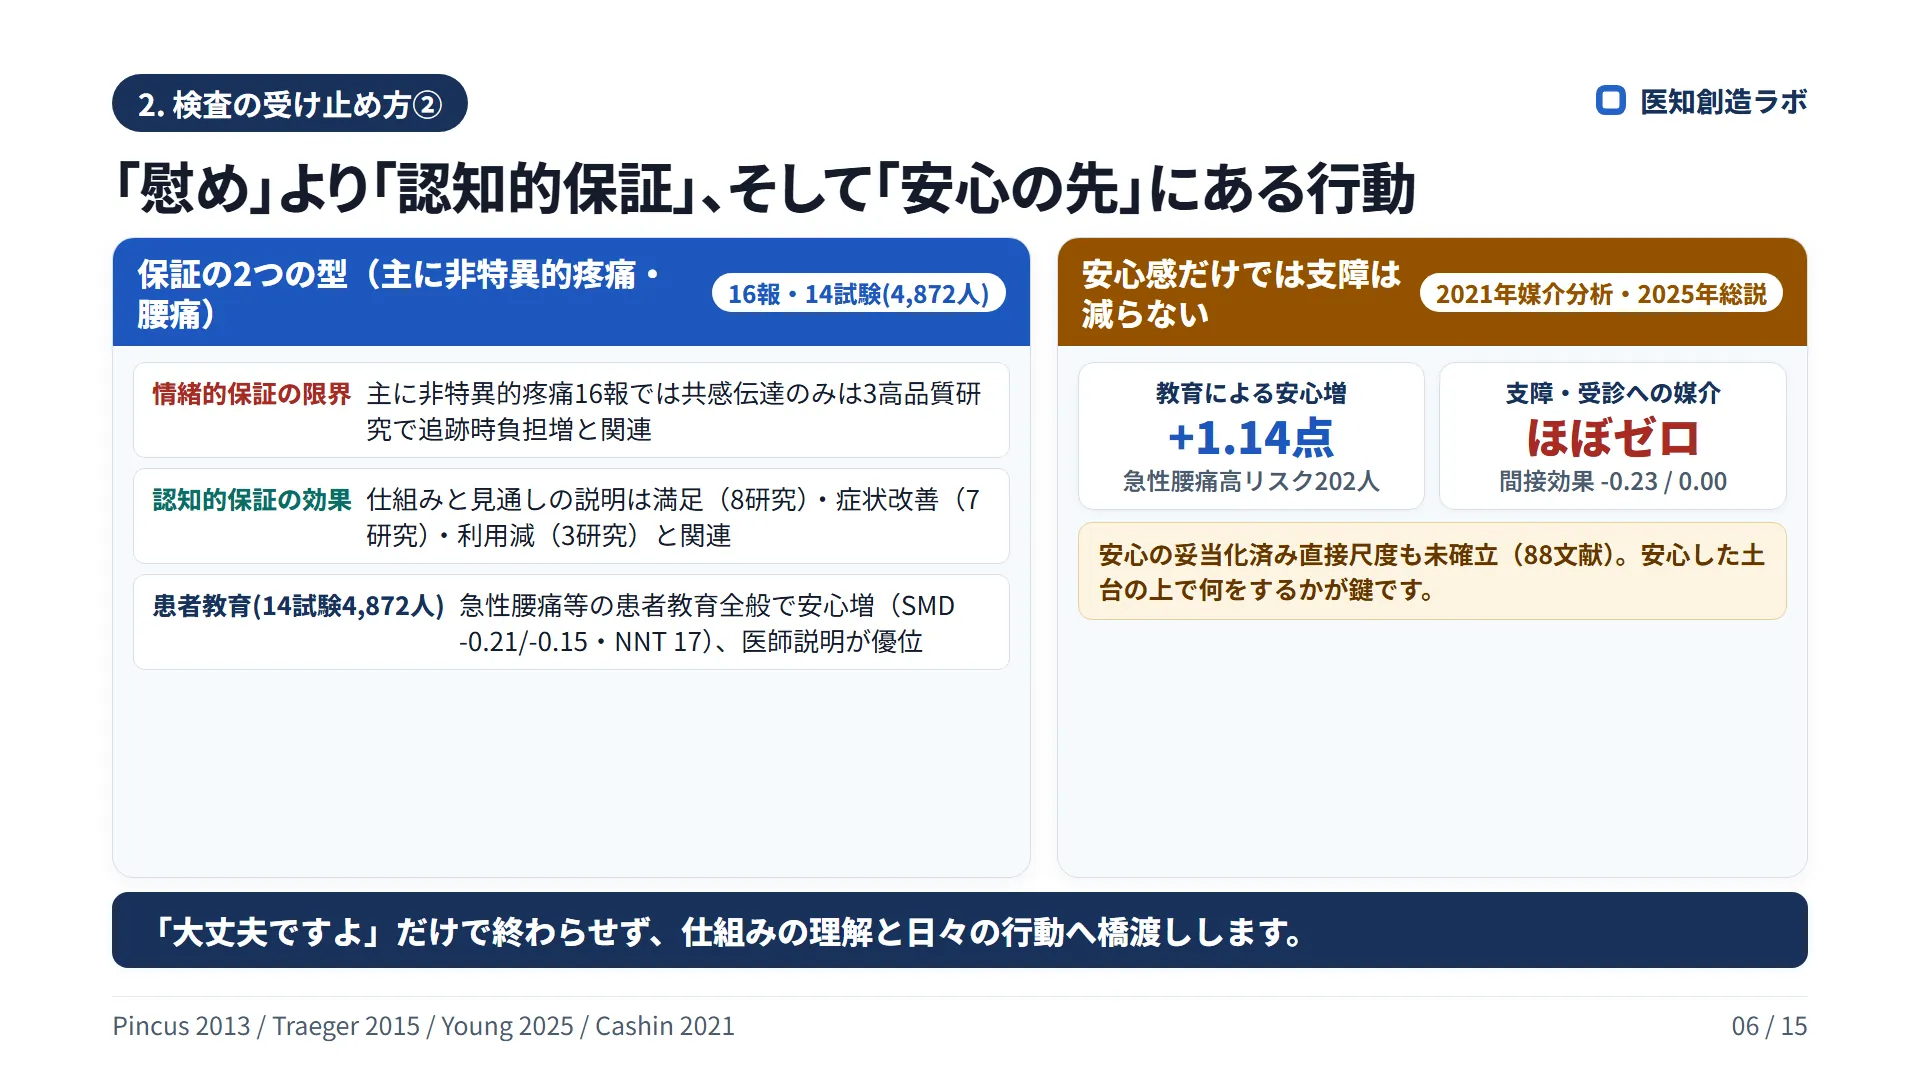 2. 検査の受け止め方②
医知創造ラボ
「慰め」より「認知的保証」、そして「安心の先」にある行動
保証の2つの型（主に非特異的疼痛・
腰痛）
16報・14試験(4,872人)
情緒的保証の限界
主に非特異的疼痛16報では共感伝達のみは3高品質研
究で追跡時負担増と関連
認知的保証の効果
仕組みと見通しの説明は満足（8研究）・症状改善（7
研究）・利用減（3研究）と関連
患者教育(14試験4,872人)
急性腰痛等の患者教育全般で安心増（SMD
-0.21/-0.15・NNT 17）、医師説明が優位
安心感だけでは支障は
減らない
2021年媒介分析・2025年総説
教育による安心増
+1.14点
急性腰痛高リスク202人
支障・受診への媒介
ほぼゼロ
間接効果 -0.23 / 0.00
安心の妥当化済み直接尺度も未確立（88文献）。安心した土
台の上で何をするかが鍵です。
「大丈夫ですよ」だけで終わらせず、仕組みの理解と日々の行動へ橋渡しします。
Pincus 2013 / Traeger 2015 / Young 2025 / Cashin 2021
06 / 15